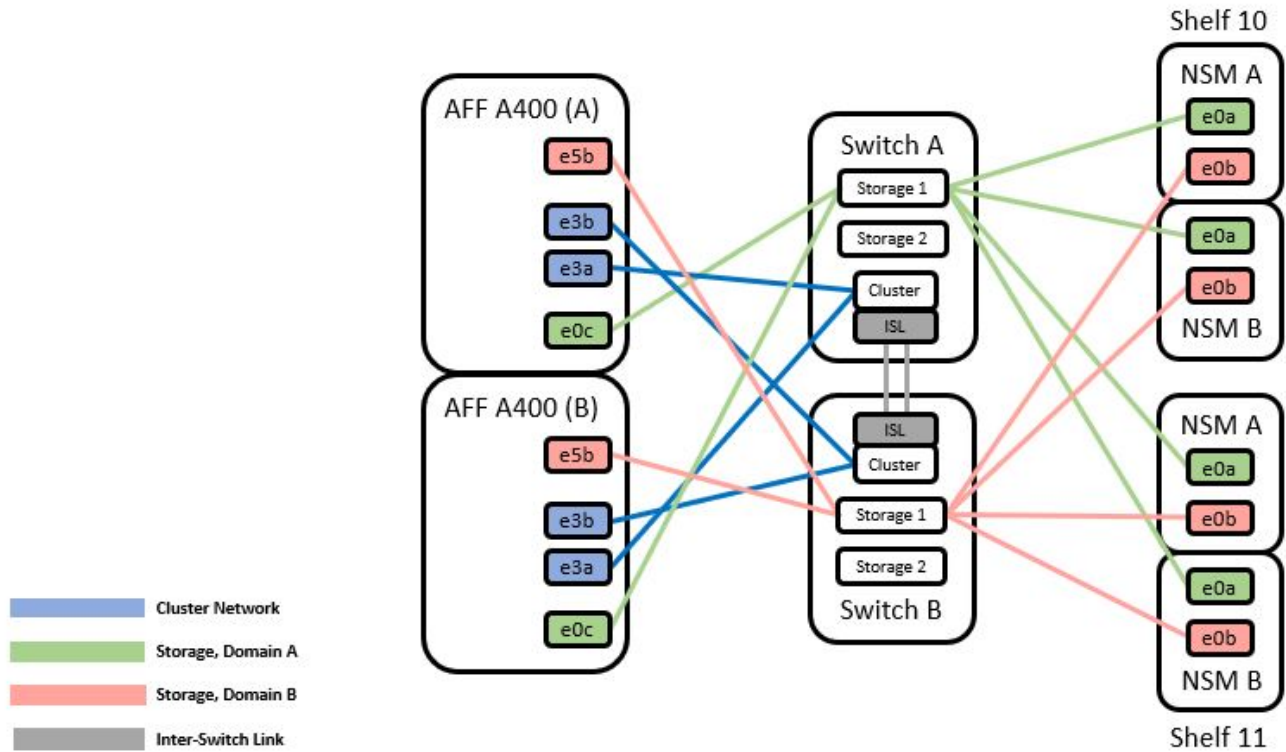 Shelf 10
AFF A400 (A)
e5b
e3b
e3a
e0c
AFF A400 (B)
e5b
e3b
e3a
e0c
Switch A
Storage 1
Storage 2
Cluster
ISL
ISL
Cluster
Storage 1
Storage 2
Switch B
NSM A
e0a
e0b
e0a
e0b
NSM B
NSM A
e0a
e0b
e0a
e0b
NSM B
Shelf 11
Cluster Network
Storage, Domain A
Storage, Domain B
Inter-Switch Link